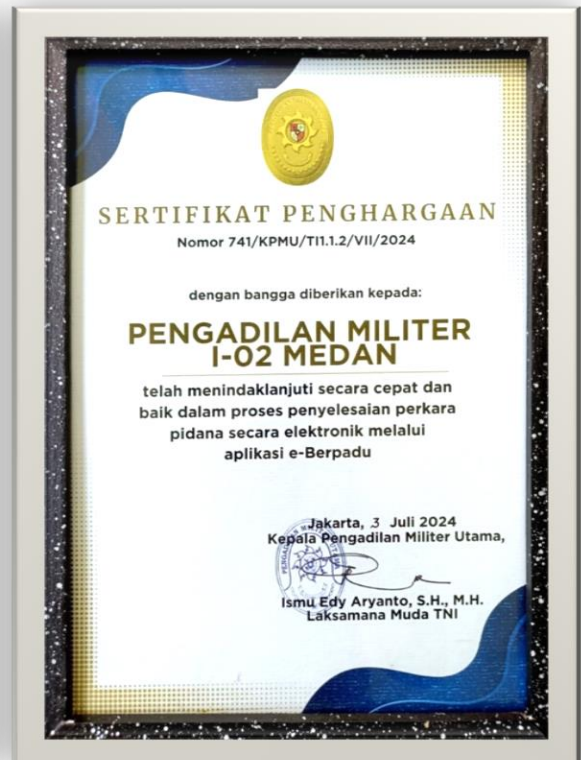 SERTIFIKAT PENGHARGAAN
Nomor 741/KPMU/TI1.1.2/VII/2024
dengan bangga diberikan kepada:
PENGADILAN MILITER
I-02 MEDAN
telah menindaklanjuti secara cepat dan
baik dalam proses penyelesaian perkara
pidana secara elektronik melalui
aplikasi e-Berpadu
Jakarta, 3 Juli 2024
Kepala Pengadilan Militer Utama,
Ismu Edy Aryanto, S.H., M.H.
Laksamana Muda TNI